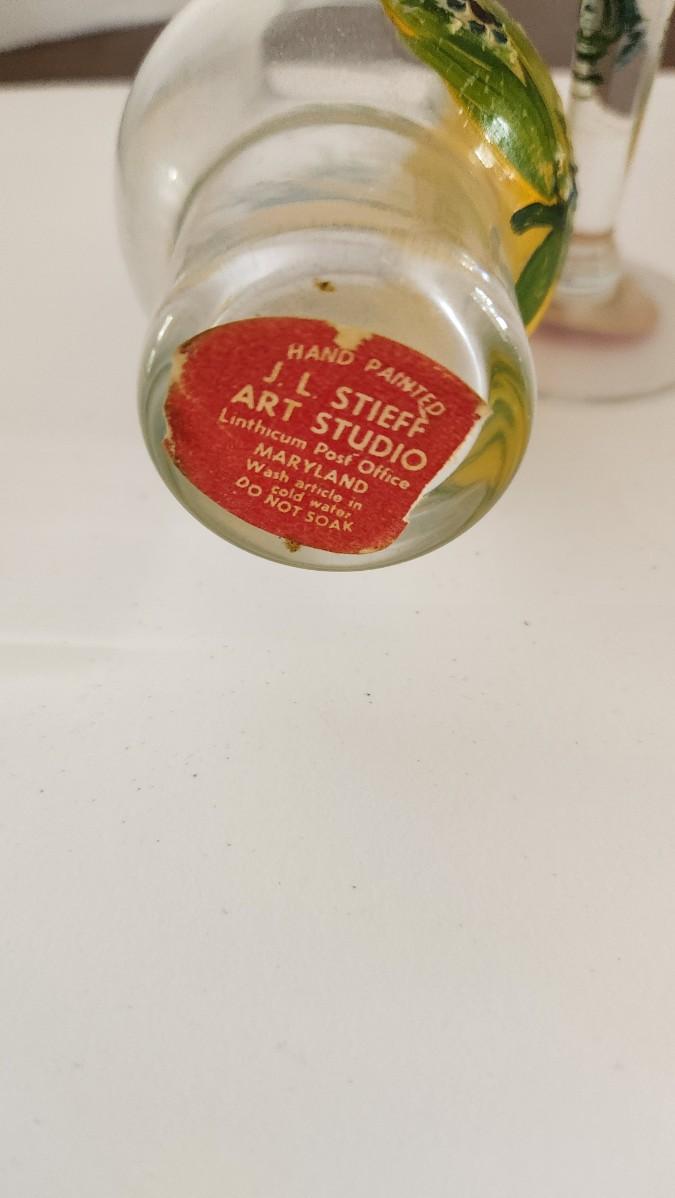 HAND PAINTED
J. L. STIEFF
ART STUDIO
Linthicum Post Office
MARYLAND
Wash article in
cold water
DO NOT SOAK